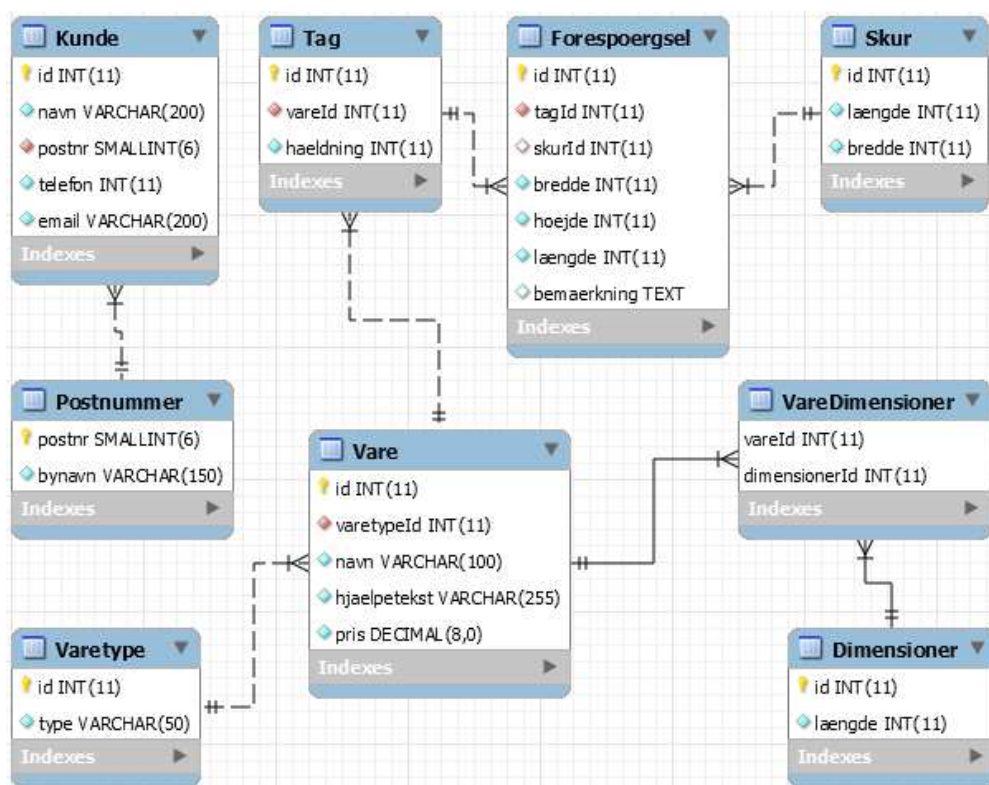 Kunde
id INT(11)
navn VARCHAR(200)
postnr SMALLINT(6)
telefon INT(11)
email VARCHAR(200)
Indexes
Tag
id INT(11)
vareId INT(11)
haeldning INT(11)
Indexes
Forespoergsel
id INT(11)
tagId INT(11)
skurId INT(11)
bredde INT(11)
hoejde INT(11)
længde INT(11)
bemaerkning TEXT
Indexes
Skur
id INT(11)
længde INT(11)
bredde INT(11)
Indexes
Postnummer
postnr SMALLINT(6)
bynavn VARCHAR(150)
Indexes
Vare
id INT(11)
varetypeId INT(11)
navn VARCHAR(100)
hjaelpetekst VARCHAR(255)
pris DECIMAL(8,0)
Indexes
VareDimensioner
vareId INT(11)
dimensionerId INT(11)
Indexes
Varetype
id INT(11)
type VARCHAR(50)
Indexes
Dimensioner
id INT(11)
længde INT(11)
Indexes